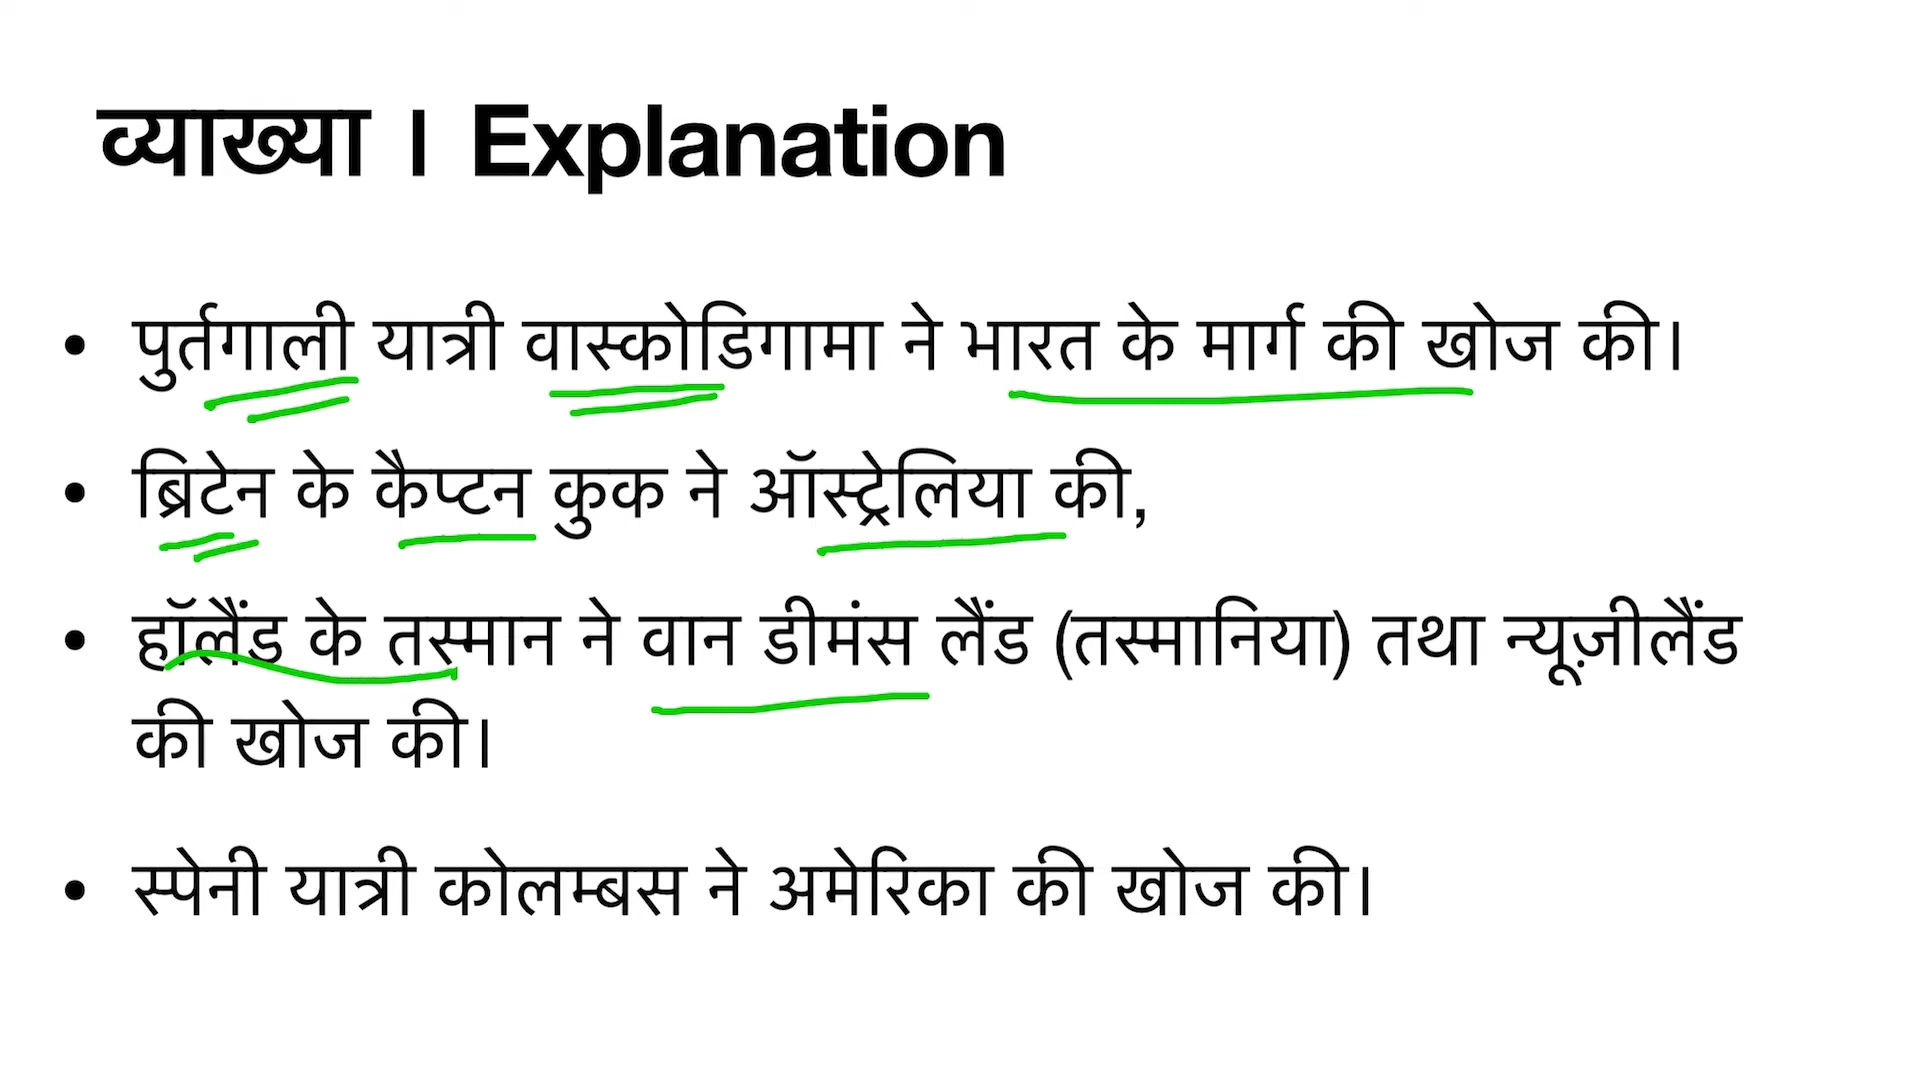 व्याख्या । Explanation
• पुर्तगाली यात्री वास्कोडिगामा ने भारत के मार्ग की खोज की।
• ब्रिटेन के कैप्टन कुक ने ऑस्ट्रेलिया की,
• हॉलैंड के तस्मान ने वान डीमंस लैंड (तस्मानिया) तथा न्यूज़ीलैंड
की खोज की।
• स्पेनी यात्री कोलम्बस ने अमेरिका की खोज की।